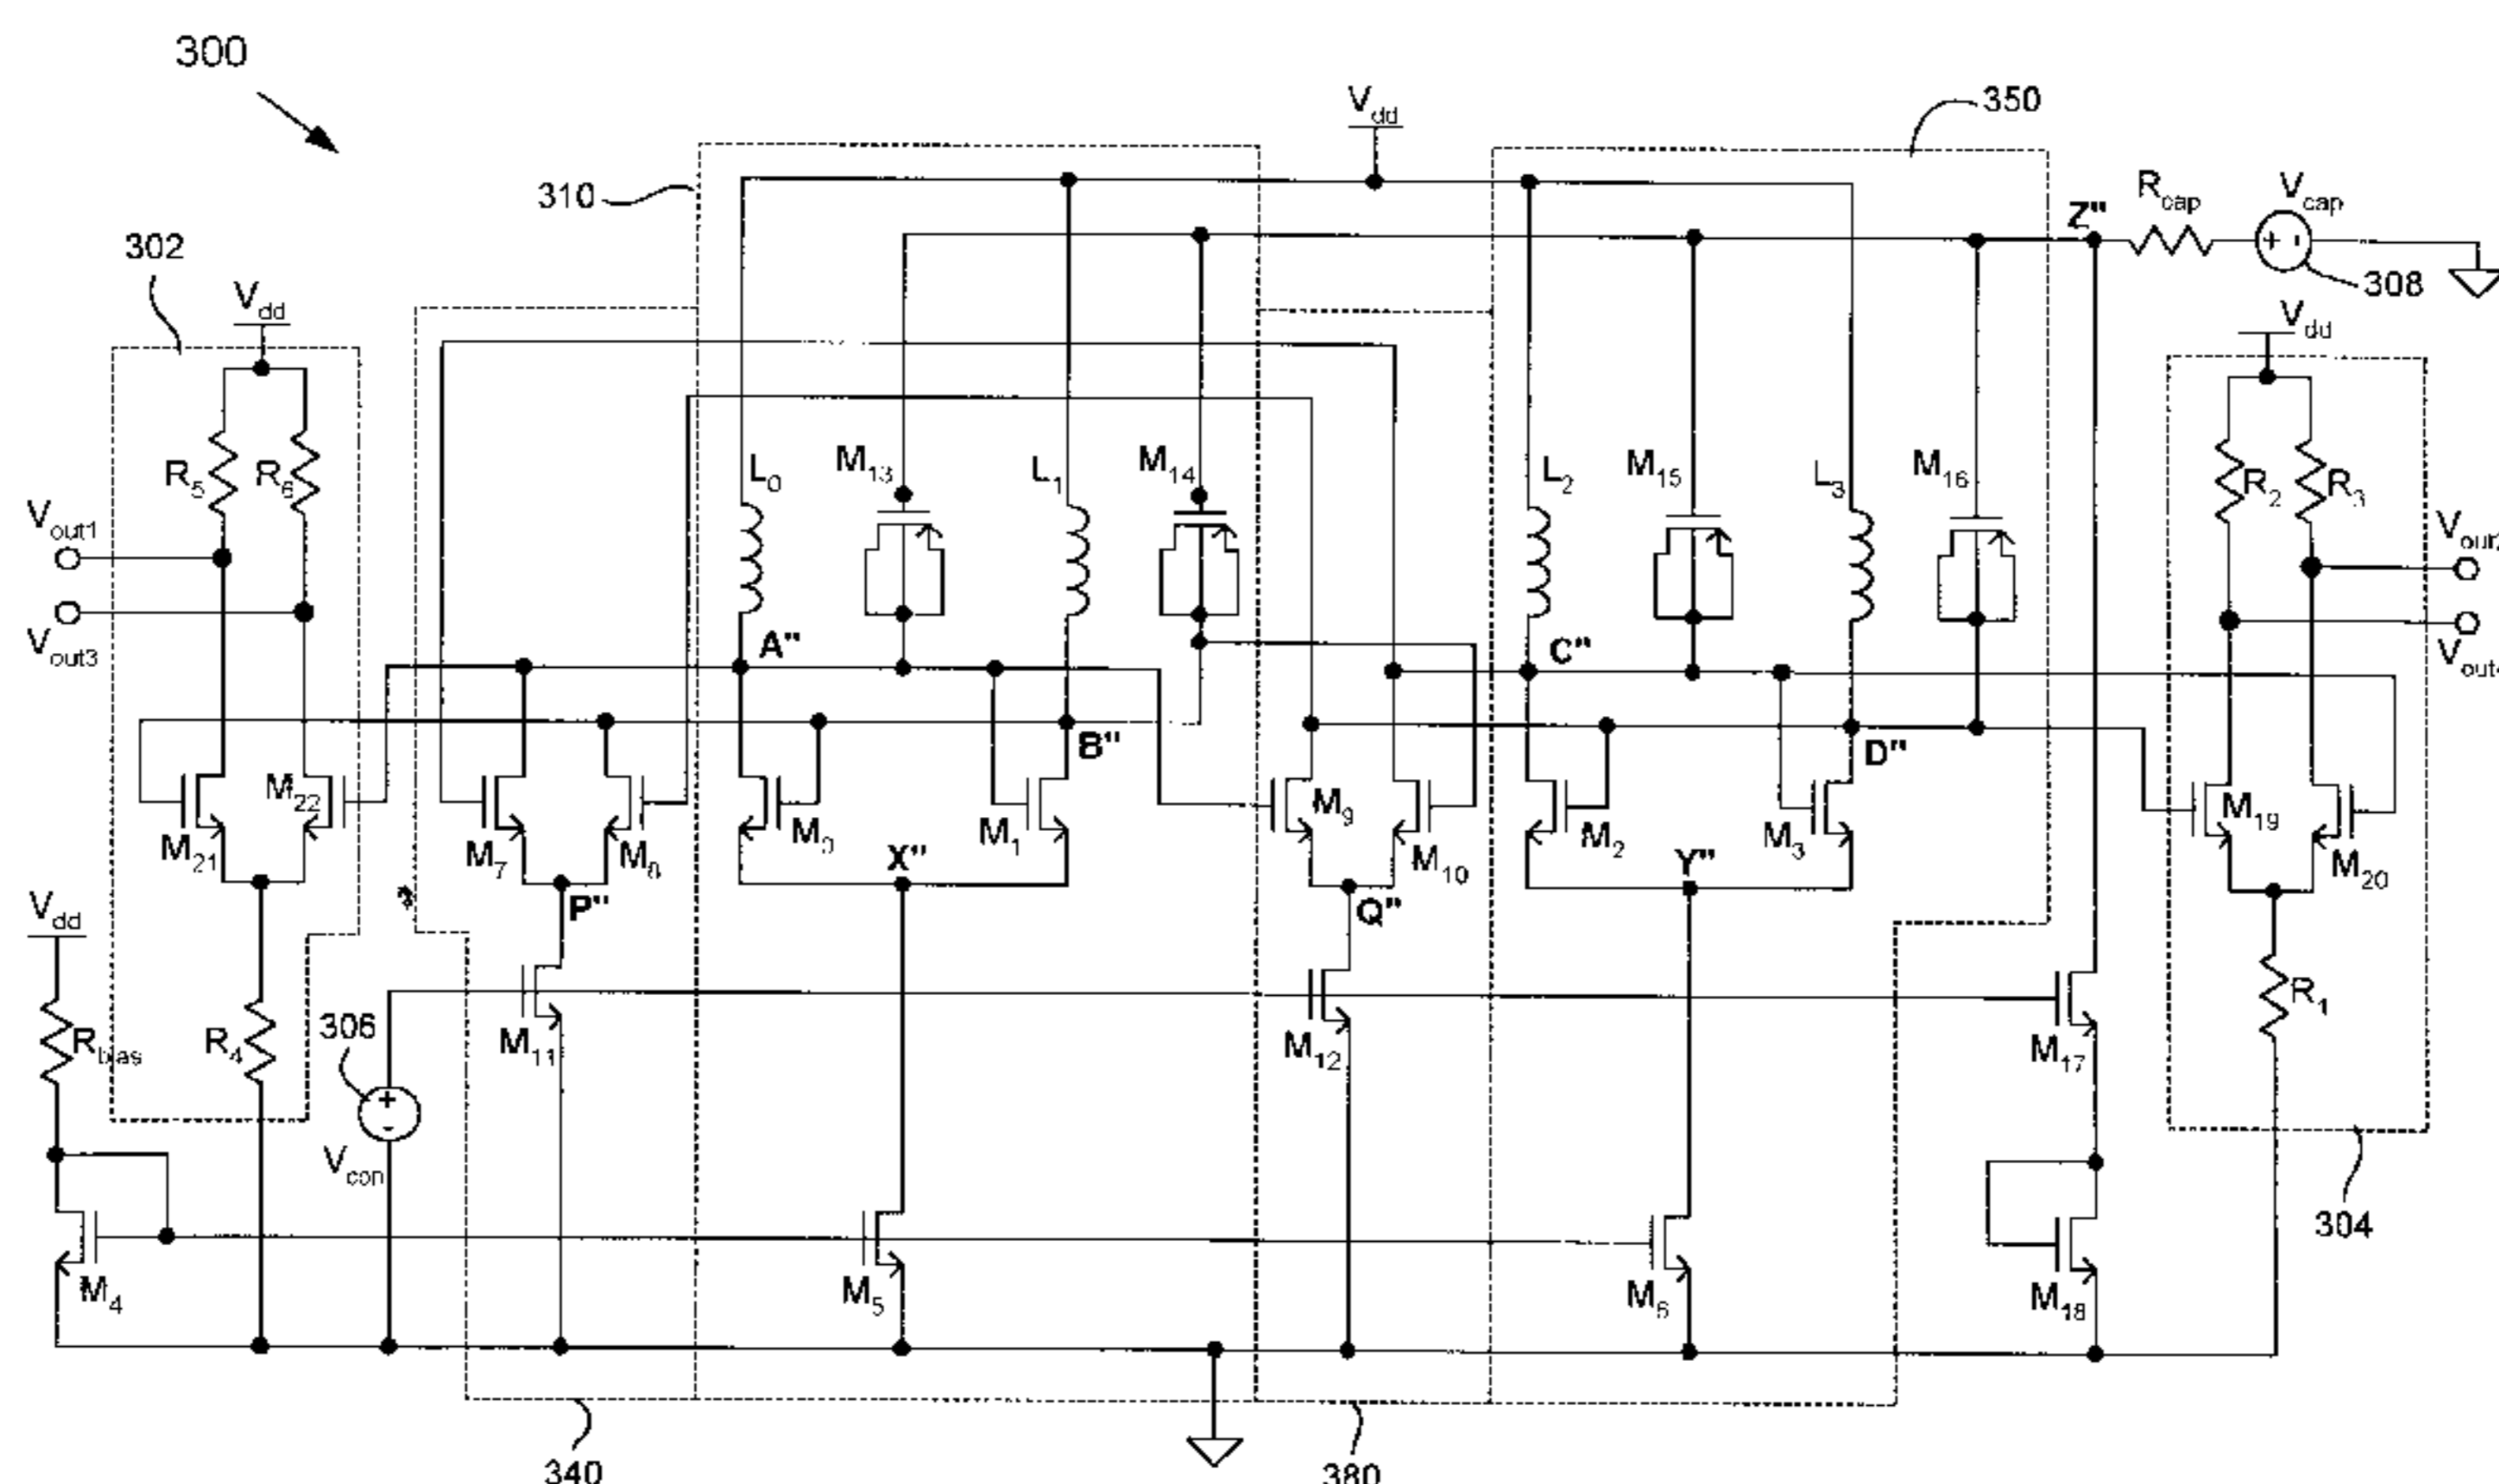 300
V_dd
350
310
Z"
R_cap
V_cap
+ -
308
302
V_dd
V_dd
R_5
R_6
L_0
M_13
L_1
M_14
L_2
M_15
L_3
M_16
R_2
R_3
V_out1
V_out3
V_out2
V_out4
A"
B"
C"
D"
M_21
M_22
M_7
M_8
M_0
M_1
M_9
M_10
M_2
M_3
M_19
M_20
X"
Y"
P"
Q"
V_dd
R_bias
R_4
306
+
-
V_con
M_11
M_12
M_17
R_1
M_4
M_5
M_6
M_18
304
340
380